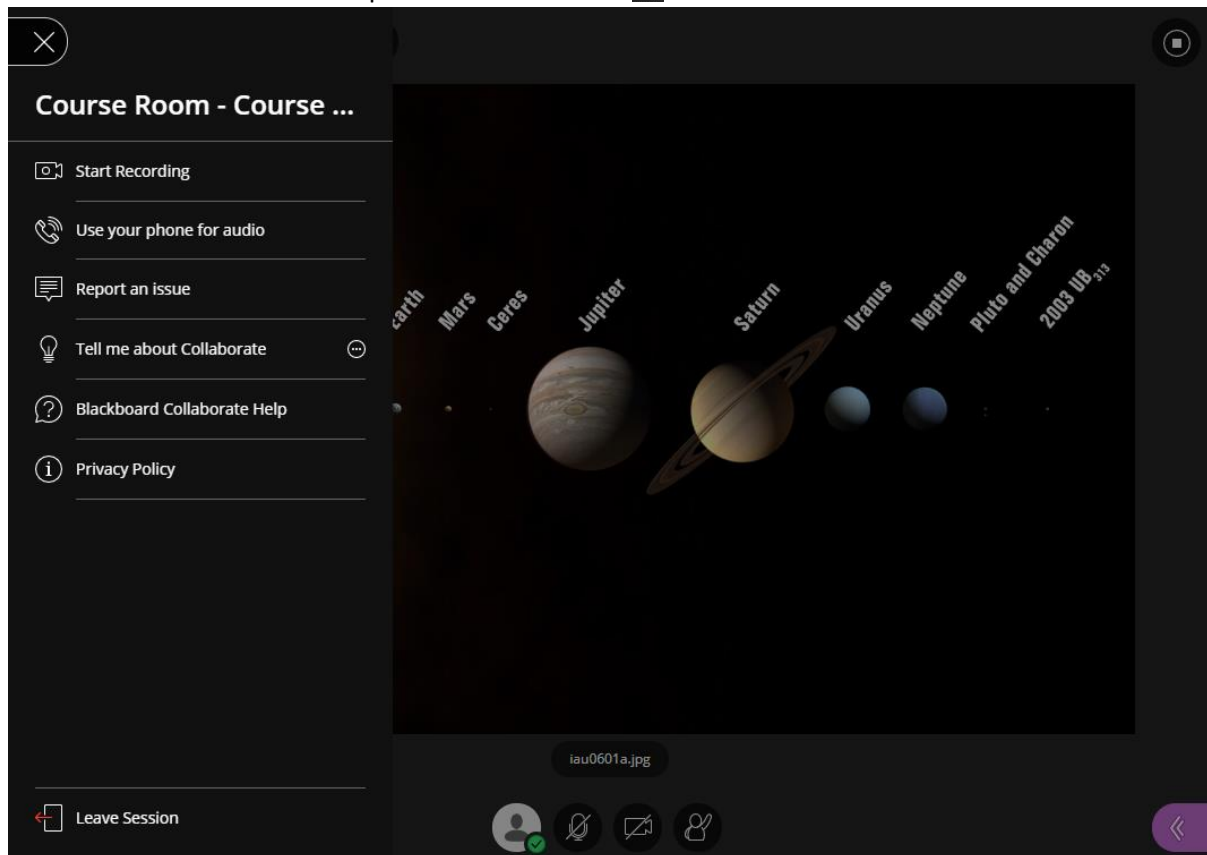 Course Room - Course ...
Start Recording
Use your phone for audio
Report an issue
Tell me about Collaborate
Blackboard Collaborate Help
Privacy Policy
Leave Session
Mars
Ceres
Jupiter
Saturn
Uranus
Neptune
Pluto and Charon
2003 UB313
iau0601a.jpg